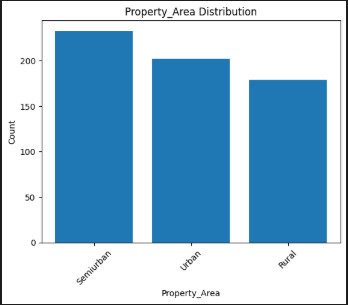 Property_Area Distribution
200
150
100
50
0
Count
Semiurban
Urban
Rural
Property_Area